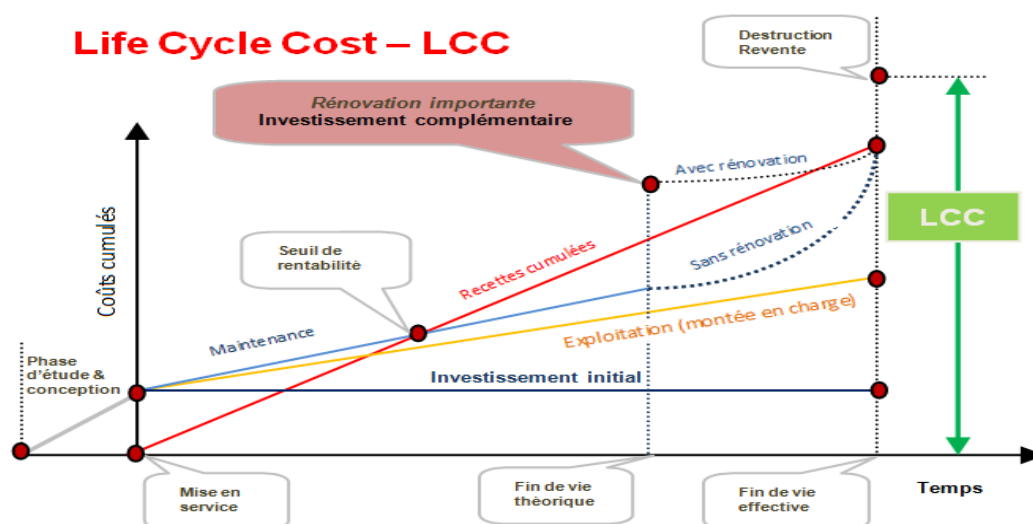 Life Cycle Cost – LCC
Destruction
Revente
Rénovation importante
Investissement complémentaire
Avec rénovation
Coûts cumulés
LCC
Seuil de
rentabilité
Recettes cumulées
Sans rénovation
Maintenance
Exploitation (montée en charge)
Phase
d'étude &
conception
Investissement initial
Mise en
service
Fin de vie
théorique
Fin de vie
effective
Temps